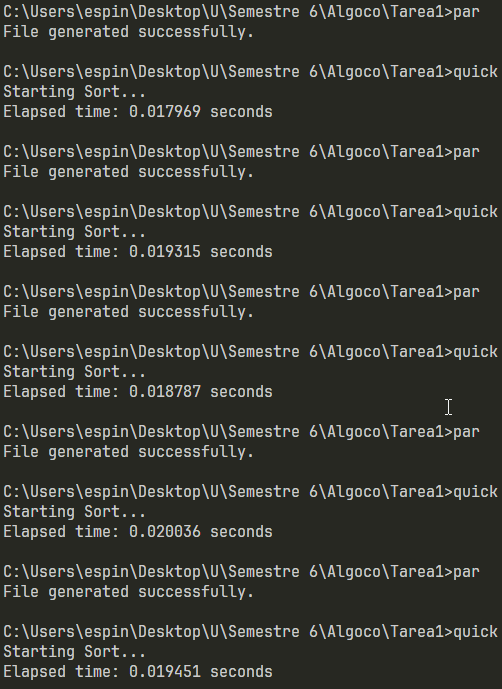 C:\Users\espin\Desktop\U\Semestre 6\Algoco\Tarea1>par
File generated successfully.
C:\Users\espin\Desktop\U\Semestre 6\Algoco\Tarea1>quick
Starting Sort...
Elapsed time: 0.017969 seconds
C:\Users\espin\Desktop\U\Semestre 6\Algoco\Tarea1>par
File generated successfully.
C:\Users\espin\Desktop\U\Semestre 6\Algoco\Tarea1>quick
Starting Sort...
Elapsed time: 0.019315 seconds
C:\Users\espin\Desktop\U\Semestre 6\Algoco\Tarea1>par
File generated successfully.
C:\Users\espin\Desktop\U\Semestre 6\Algoco\Tarea1>quick
Starting Sort...
Elapsed time: 0.018787 seconds
C:\Users\espin\Desktop\U\Semestre 6\Algoco\Tarea1>par
File generated successfully.
C:\Users\espin\Desktop\U\Semestre 6\Algoco\Tarea1>quick
Starting Sort...
Elapsed time: 0.020036 seconds
C:\Users\espin\Desktop\U\Semestre 6\Algoco\Tarea1>par
File generated successfully.
C:\Users\espin\Desktop\U\Semestre 6\Algoco\Tarea1>quick
Starting Sort...
Elapsed time: 0.019451 seconds